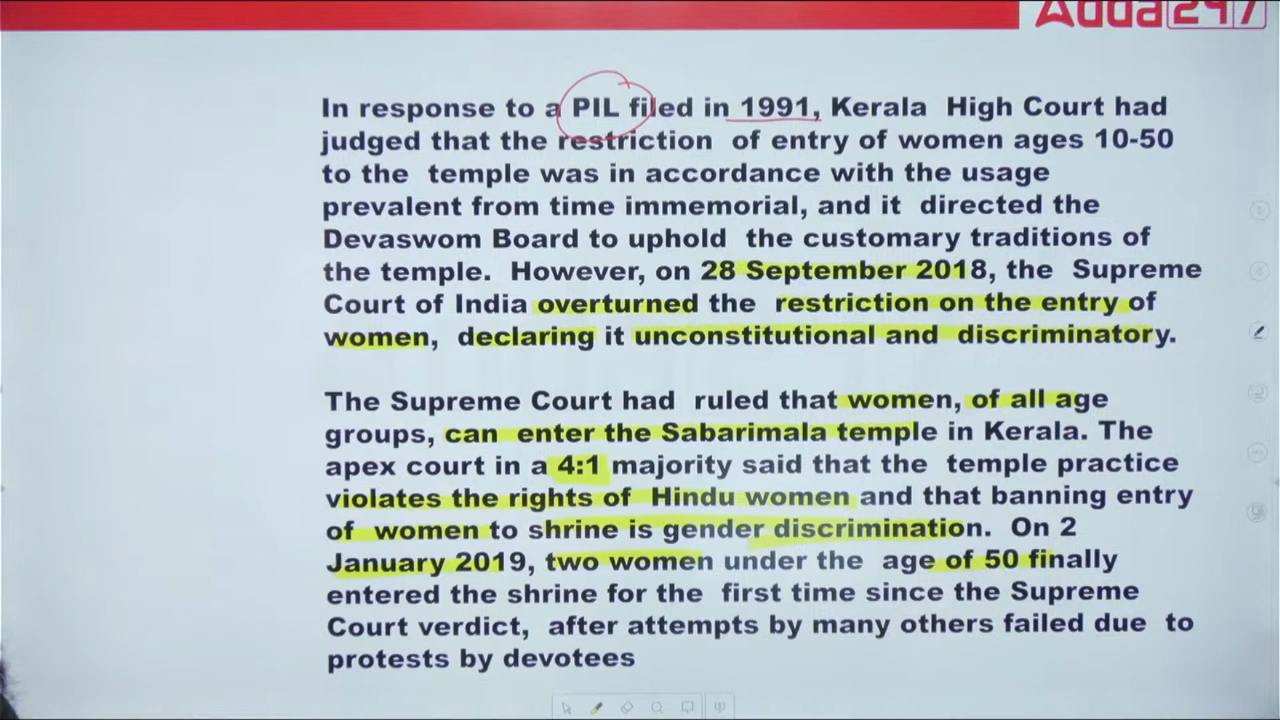 Adda247
In response to a PIL filed in 1991, Kerala High Court had
judged that the restriction of entry of women ages 10-50
to the temple was in accordance with the usage
prevalent from time immemorial, and it directed the
Devaswom Board to uphold the customary traditions of
the temple. However, on 28 September 2018, the Supreme
Court of India overturned the restriction on the entry of
women, declaring it unconstitutional and discriminatory.
The Supreme Court had ruled that women, of all age
groups, can enter the Sabarimala temple in Kerala. The
apex court in a 4:1 majority said that the temple practice
violates the rights of Hindu women and that banning entry
of women to shrine is gender discrimination. On 2
January 2019, two women under the age of 50 finally
entered the shrine for the first time since the Supreme
Court verdict, after attempts by many others failed due to
protests by devotees